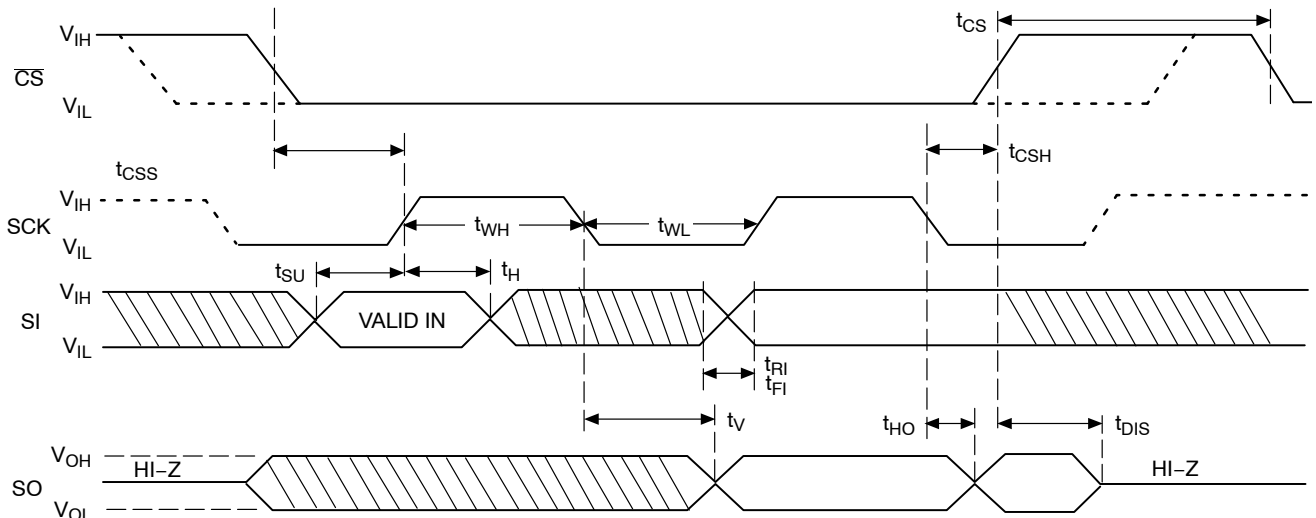 t_CS
V_IH
C̅S̅
V_IL
t_CSS
t_CSH
V_IH
SCK
V_IL
t_WH
t_WL
t_SU
t_H
V_IH
SI
VALID IN
V_IL
t_RI
t_FI
t_V
t_HO
t_DIS
V_OH
HI–Z
HI–Z
SO
V_OL